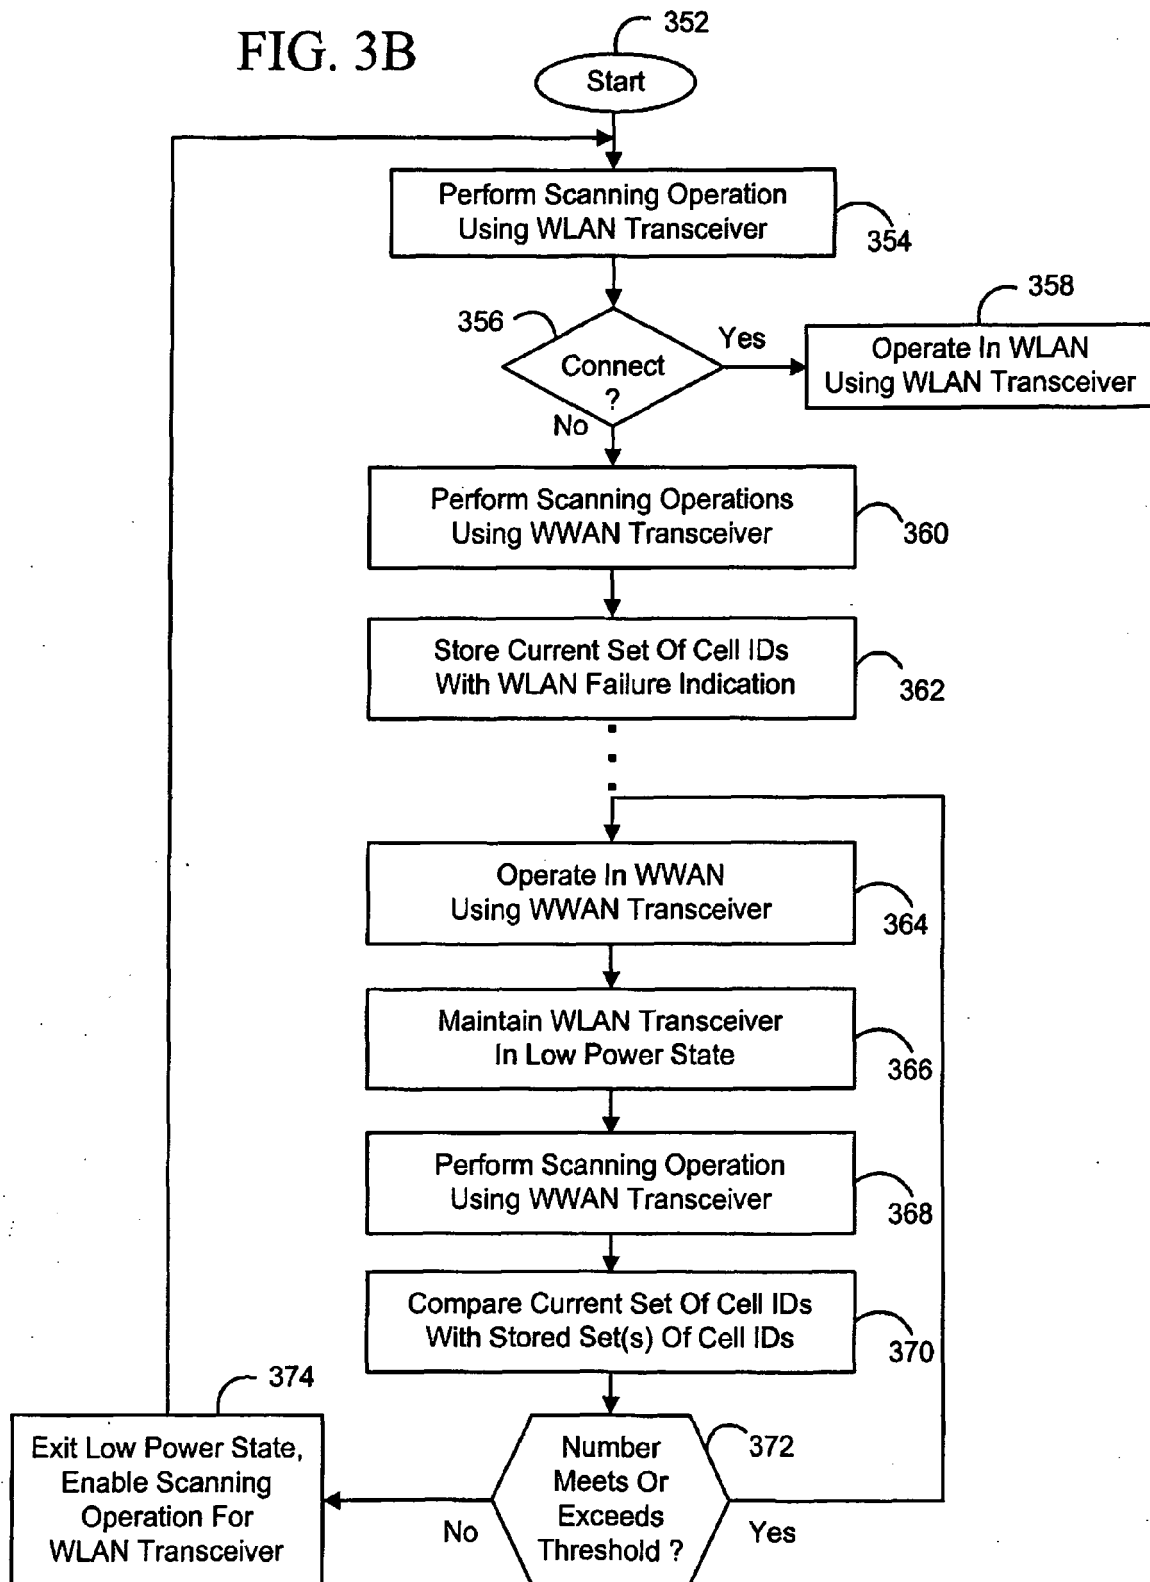 FIG. 3B
352
Start
Perform Scanning Operation
Using WLAN Transceiver
354
356
Connect
?
Yes
No
358
Operate In WLAN
Using WLAN Transceiver
Perform Scanning Operations
Using WWAN Transceiver
360
Store Current Set Of Cell IDs
With WLAN Failure Indication
362
Operate In WWAN
Using WWAN Transceiver
364
Maintain WLAN Transceiver
In Low Power State
366
Perform Scanning Operation
Using WWAN Transceiver
368
Compare Current Set Of Cell IDs
With Stored Set(s) Of Cell IDs
370
372
Number
Meets Or
Exceeds
Threshold ?
No
Yes
374
Exit Low Power State,
Enable Scanning
Operation For
WLAN Transceiver